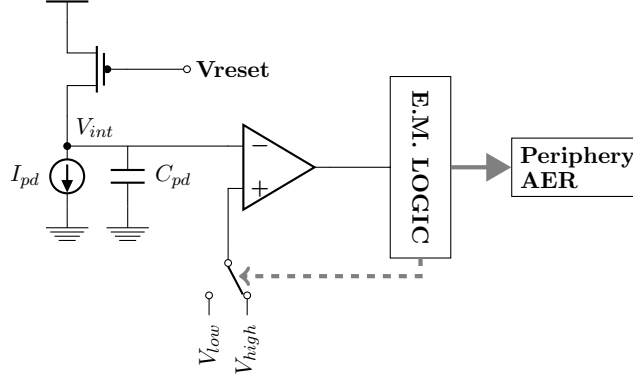 Vreset
V_int
I_pd
C_pd
−
+
E.M. LOGIC
Periphery
AER
V_low
V_high